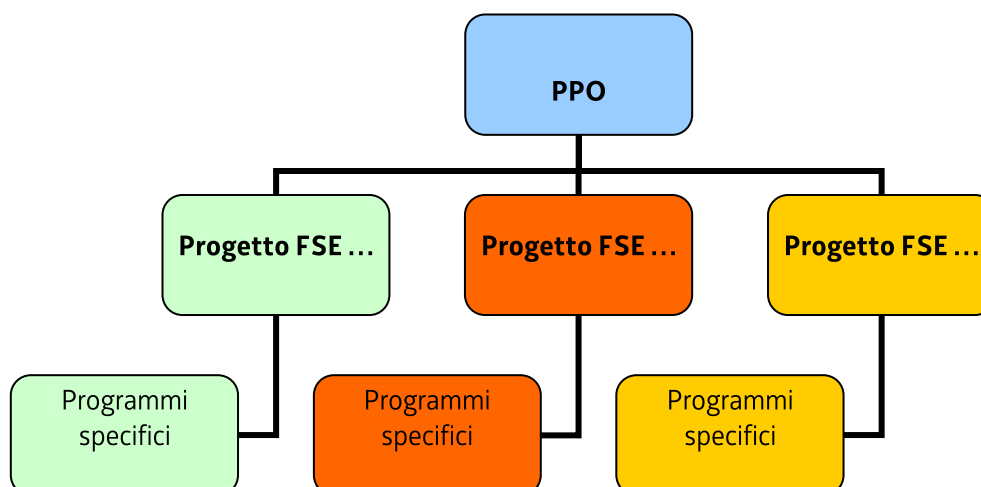 PPO
Progetto FSE …
Progetto FSE …
Progetto FSE …
Programmi
specifici
Programmi
specifici
Programmi
specifici